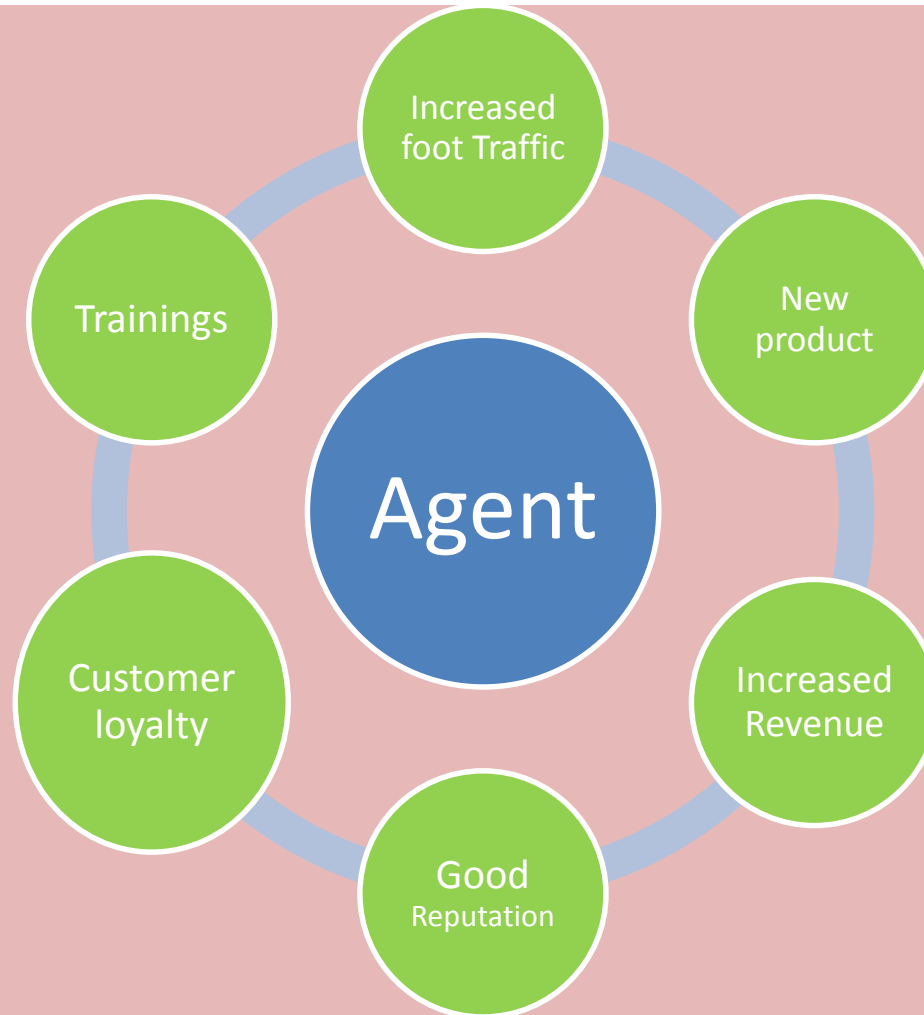 Increased
foot Traffic
New
product
Increased
Revenue
Good
Reputation
Customer
loyalty
Trainings
Agent